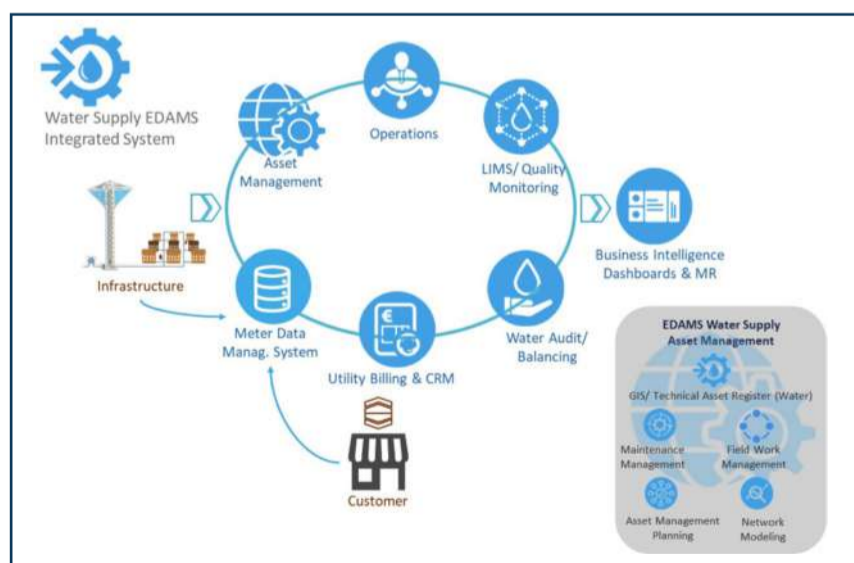 Water Supply EDAMS
Integrated System
Asset
Management
Operations
LIMS/ Quality
Monitoring
Business Intelligence
Dashboards & MR
Infrastructure
Meter Data
Manag. System
€
Utility Billing & CRM
Water Audit/
Balancing
Customer
EDAMS Water Supply
Asset Management
GIS/ Technical Asset Register (Water)
Maintenance
Management
Field Work
Management
Asset Management
Planning
Network
Modeling